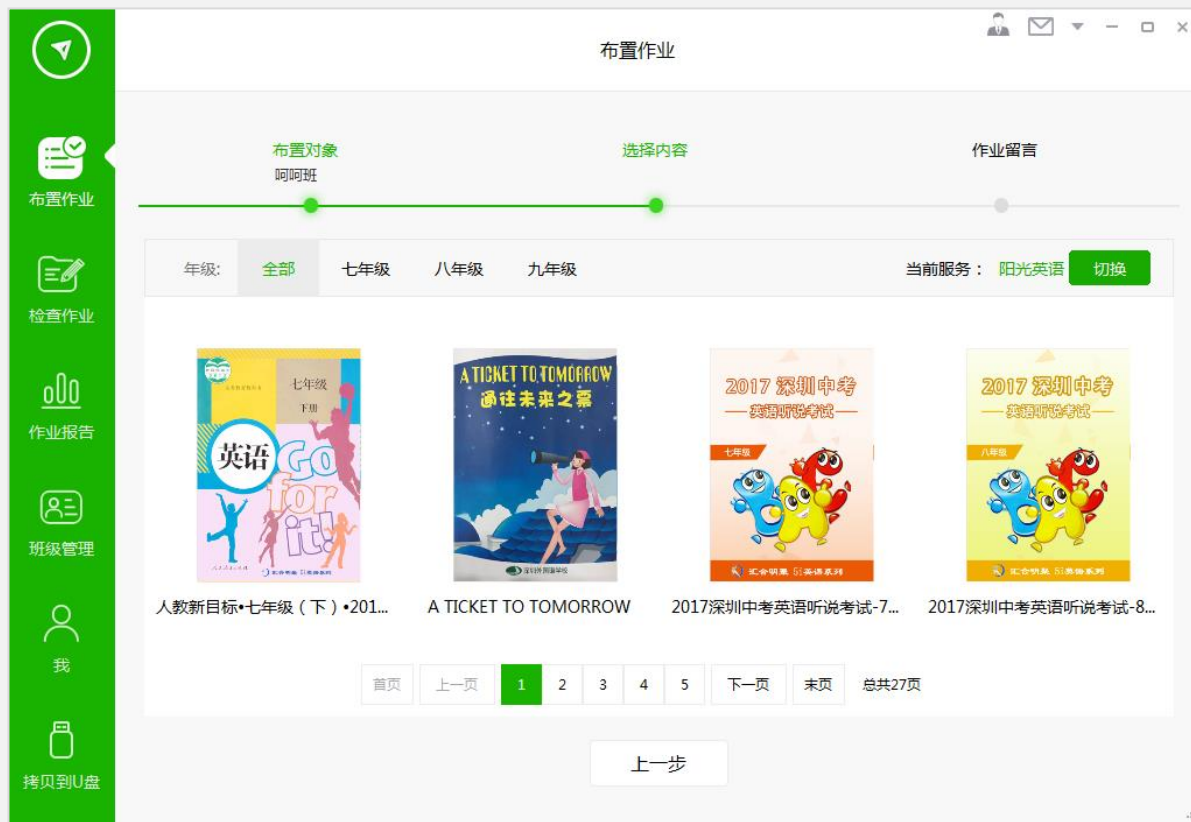 布置作业
布置作业
检查作业
作业报告
班级管理
我
拷贝到U盘
布置对象
呵呵班
选择内容
作业留言
年级: 全部 七年级 八年级 九年级 当前服务： 阳光英语 切换
七年级
下册
英语
Go for it!
A TICKET TO TOMORROW
通往未来之票
深圳外国语学校
2017 深圳中考
英语听说考试
七年级
2017 深圳中考
英语听说考试
八年级
人教新目标•七年级（下）•201...
A TICKET TO TOMORROW
2017深圳中考英语听说考试-7...
2017深圳中考英语听说考试-8...
首页 上一页 1 2 3 4 5 下一页 末页 总共27页
上一步